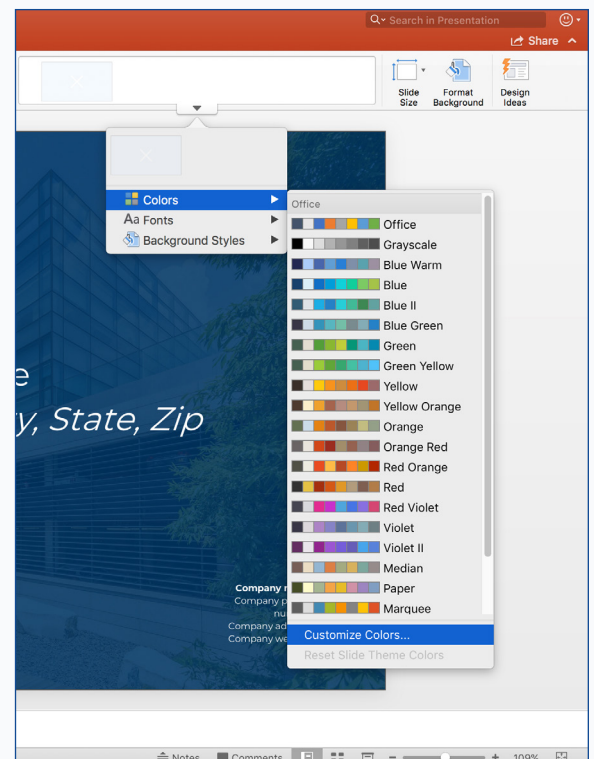 Search in Presentation
Share
Slide Size
Format Background
Design Ideas
Colors
Aa Fonts
Background Styles
Office
Office
Grayscale
Blue Warm
Blue
Blue II
Blue Green
Green
Green Yellow
Yellow
Yellow Orange
Orange
Orange Red
Red Orange
Red
Red Violet
Violet
Violet II
Median
Paper
Marquee
Customize Colors...
Reset Slide Theme Colors
e
y, State, Zip
Company
Company p
nu
Company ad
Company we
Notes
Comments
109%